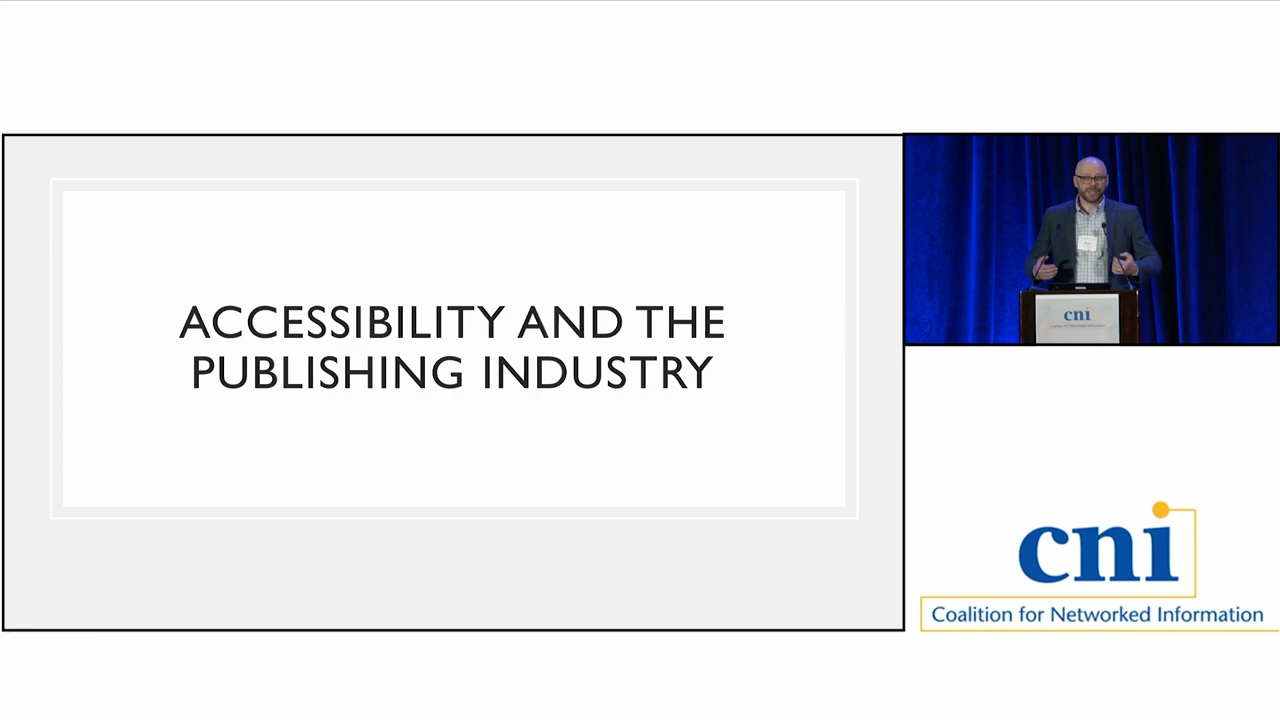 ACCESSIBILITY AND THE
PUBLISHING INDUSTRY
cni
cni
Coalition for Networked Information